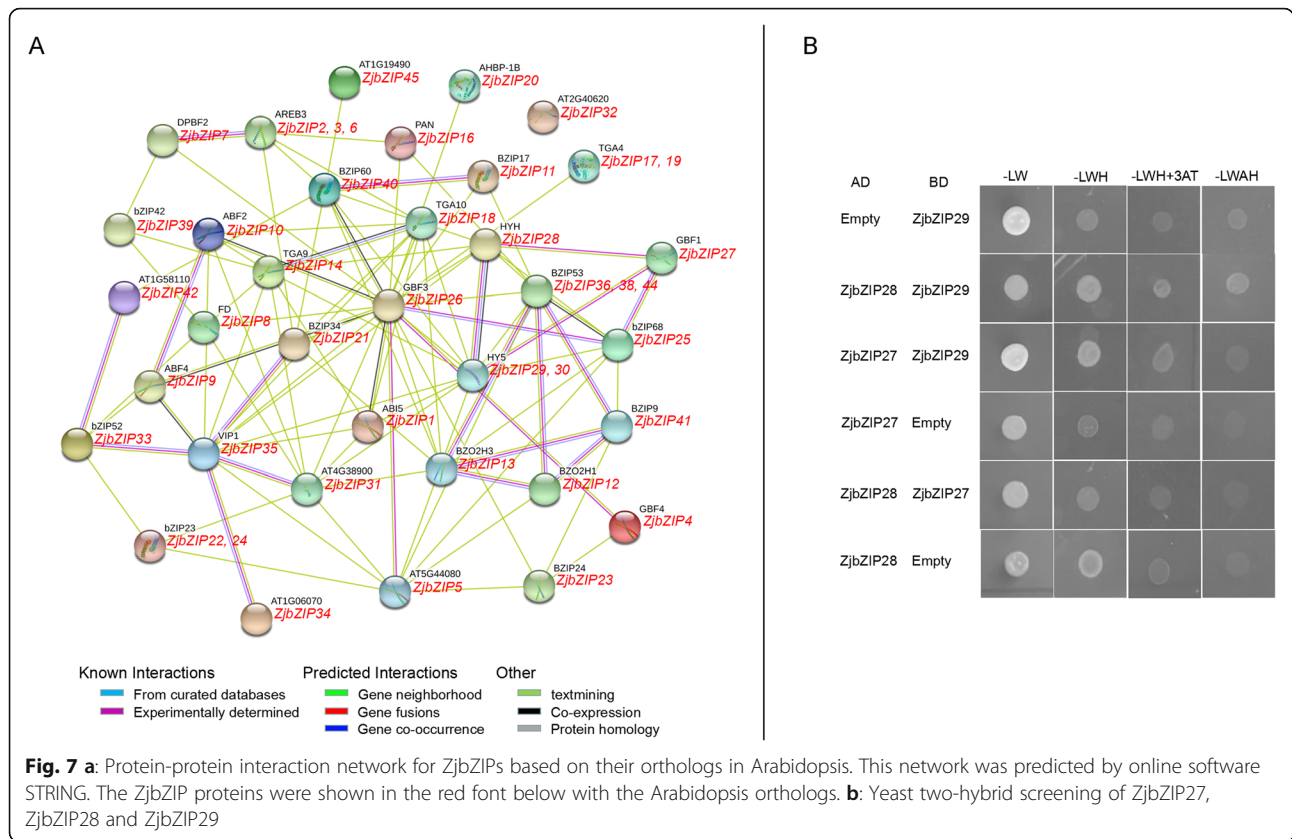 A
AT1G19490
ZjbZIP45
AHBP-1B
ZjbZIP20
AT2G40620
ZjbZIP32
DPBF2
ZjbZIP7
AREB3
ZjbZIP2, 3, 6
PAN
ZjbZIP16
TGA4
ZjbZIP17, 19
BZIP60
ZjbZIP40
BZIP17
ZjbZIP11
bZIP42
ZjbZIP39
ABF2
ZjbZIP10
TGA10
ZjbZIP18
HYH
ZjbZIP28
GBF1
ZjbZIP27
TGA9
ZjbZIP14
AT1G58110
ZjbZIP42
GBF3
ZjbZIP26
BZIP53
ZjbZIP36, 38, 44
FD
ZjbZIP8
BZIP34
ZjbZIP21
bZIP68
ZjbZIP25
ABF4
ZjbZIP9
HY5
ZjbZIP29, 30
ABI5
ZjbZIP1
BZIP9
ZjbZIP41
bZIP52
ZjbZIP33
VIP1
ZjbZIP35
BZO2H3
ZjbZIP13
AT4G38900
ZjbZIP31
BZO2H1
ZjbZIP12
GBF4
ZjbZIP4
bZIP23
ZjbZIP22, 24
AT5G44080
ZjbZIP5
BZIP24
ZjbZIP23
AT1G06070
ZjbZIP34
Known Interactions
From curated databases
Experimentally determined
Predicted Interactions
Gene neighborhood
Gene fusions
Gene co-occurrence
Other
textmining
Co-expression
Protein homology
B
AD BD -LW -LWH -LWH+3AT -LWAH
Empty ZjbZIP29
ZjbZIP28 ZjbZIP29
ZjbZIP27 ZjbZIP29
ZjbZIP27 Empty
ZjbZIP28 ZjbZIP27
ZjbZIP28 Empty
Fig. 7 a: Protein-protein interaction network for ZjbZIPs based on their orthologs in Arabidopsis. This network was predicted by online software
STRING. The ZjbZIP proteins were shown in the red font below with the Arabidopsis orthologs. b: Yeast two-hybrid screening of ZjbZIP27,
ZjbZIP28 and ZjbZIP29